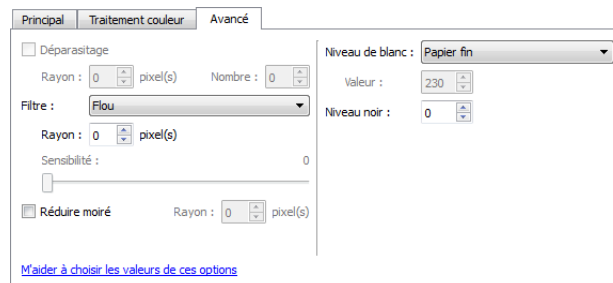 Principal Traitement couleur Avancé
Déparasitage
Rayon : 0 pixel(s) Nombre : 0
Filtre : Flou
Rayon : 0 pixel(s)
Sensibilité : 0
Réduire moiré Rayon : 0 pixel(s)
M'aider à choisir les valeurs de ces options
Niveau de blanc : Papier fin
Valeur : 230
Niveau noir : 0